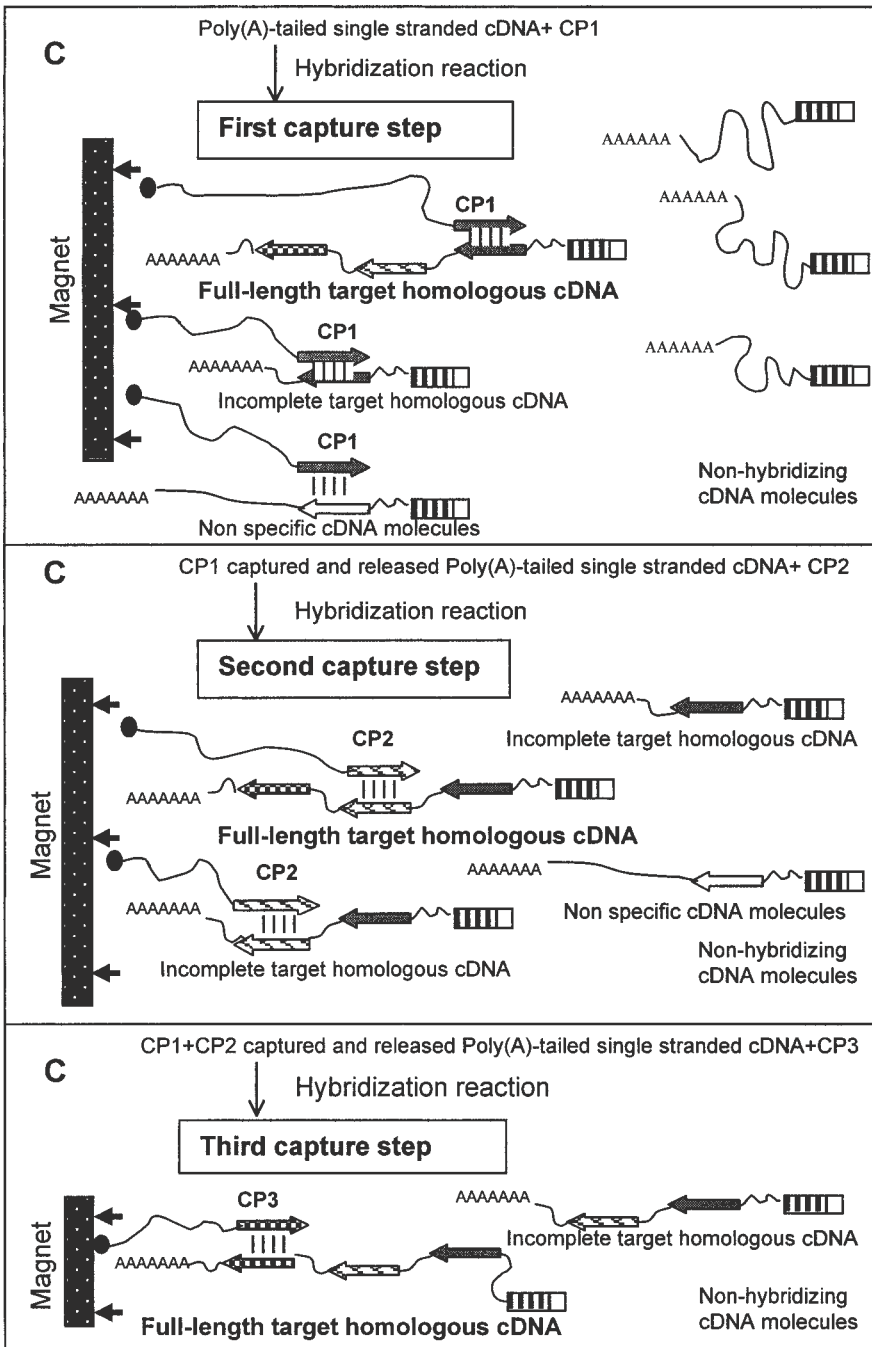 C
Poly(A)-tailed single stranded cDNA+ CP1
Hybridization reaction
First capture step
AAAAAA
CP1
AAAAAA
AAAAAAA
Full-length target homologous cDNA
Magnet
CP1
AAAAAAA
AAAAAA
Incomplete target homologous cDNA
CP1
AAAAAAA
Non specific cDNA molecules
Non-hybridizing
cDNA molecules
C
CP1 captured and released Poly(A)-tailed single stranded cDNA+ CP2
Hybridization reaction
Second capture step
AAAAAAA
Incomplete target homologous cDNA
CP2
AAAAAAA
Full-length target homologous cDNA
Magnet
CP2
AAAAAAA
AAAAAAA
Non specific cDNA molecules
Incomplete target homologous cDNA
Non-hybridizing
cDNA molecules
C
CP1+CP2 captured and released Poly(A)-tailed single stranded cDNA+CP3
Hybridization reaction
Third capture step
CP3
AAAAAAA
Incomplete target homologous cDNA
Magnet
AAAAAAA
Full-length target homologous cDNA
Non-hybridizing
cDNA molecules